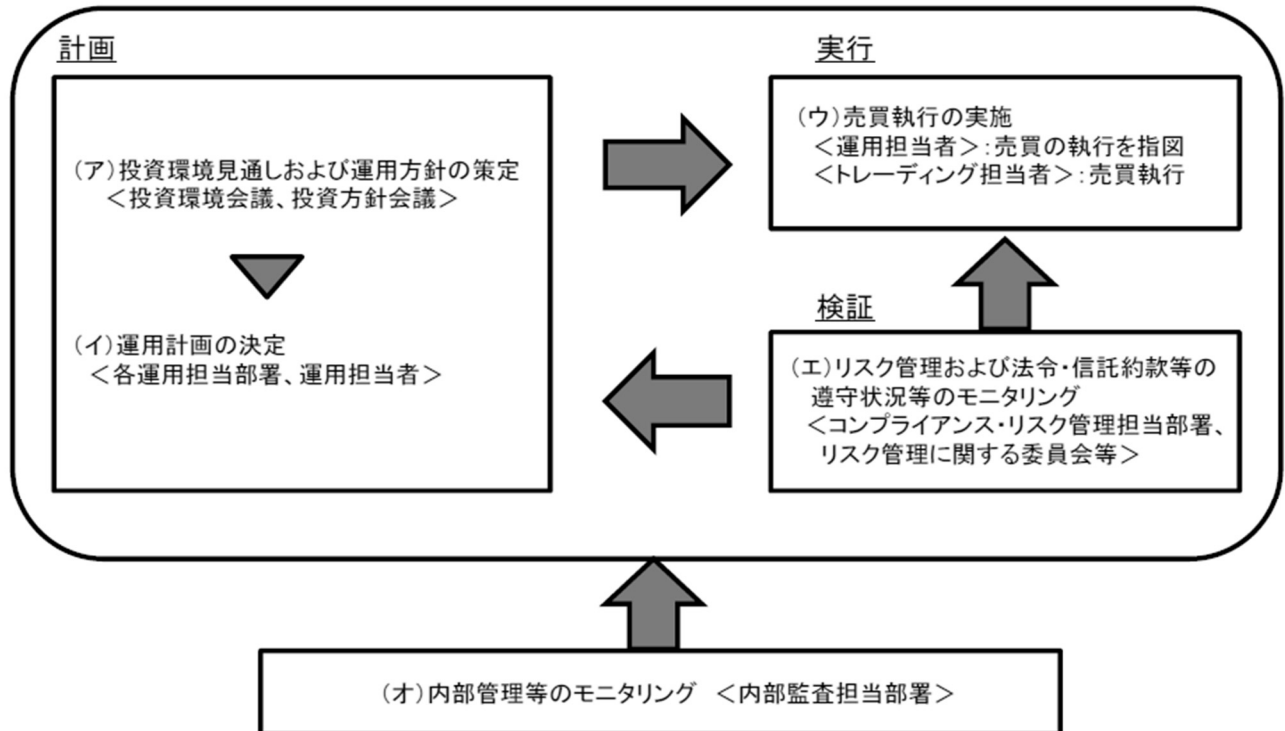 計画
(ア)投資環境見通しおよび運用方針の策定
<投資環境会議、投資方針会議>
(イ)運用計画の決定
<各運用担当部署、運用担当者>
実行
(ウ)売買執行の実施
<運用担当者>:売買の執行を指図
<トレーディング担当者>:売買執行
検証
(エ)リスク管理および法令・信託約款等の
遵守状況等のモニタリング
<コンプライアンス・リスク管理担当部署、
リスク管理に関する委員会等>
(オ)内部管理等のモニタリング <内部監査担当部署>